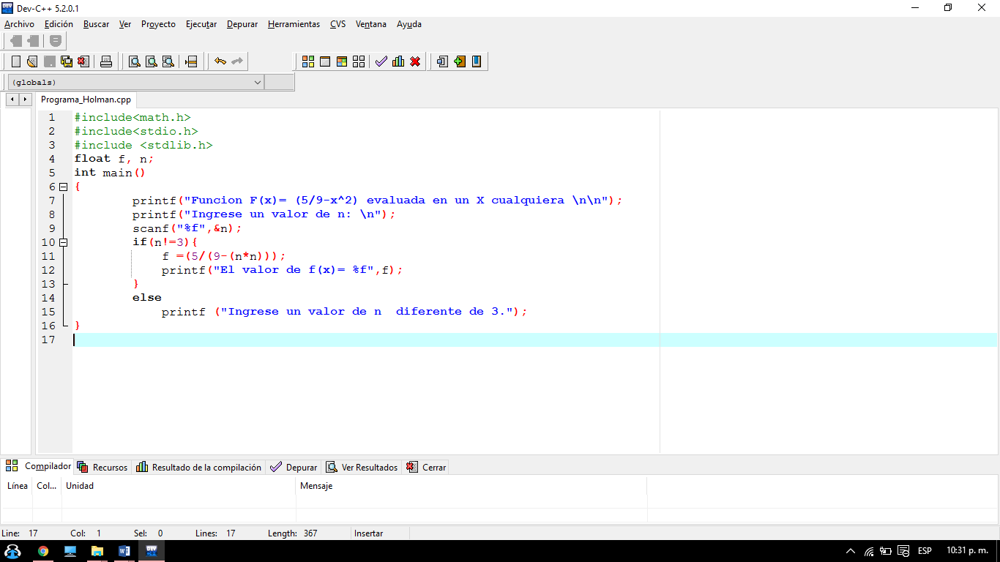 Dev-C++ 5.2.0.1
Archivo Edición Buscar Ver Proyecto Ejecutar Depurar Herramientas CVS Ventana Ayuda
(globals)
Programa_Holman.cpp
1 #include<math.h>
2 #include<stdio.h>
3 #include <stdlib.h>
4 float f, n;
5 int main()
6 {
7 printf("Funcion F(x)= (5/9-x^2) evaluada en un X cualquiera \n\n");
8 printf("Ingrese un valor de n: \n");
9 scanf("%f",&n);
10 if(n!=3){
11 f =(5/(9-(n*n)));
12 printf("El valor de f(x)= %f",f);
13 }
14 else
15 printf ("Ingrese un valor de n  diferente de 3.");
16 }
17
Compilador Recursos Resultado de la compilación Depurar Ver Resultados Cerrar
Línea Col... Unidad Mensaje
Line: 17 Col: 1 Sel: 0 Lines: 17 Length: 367 Insertar
DEV ESP 10:31 p. m.